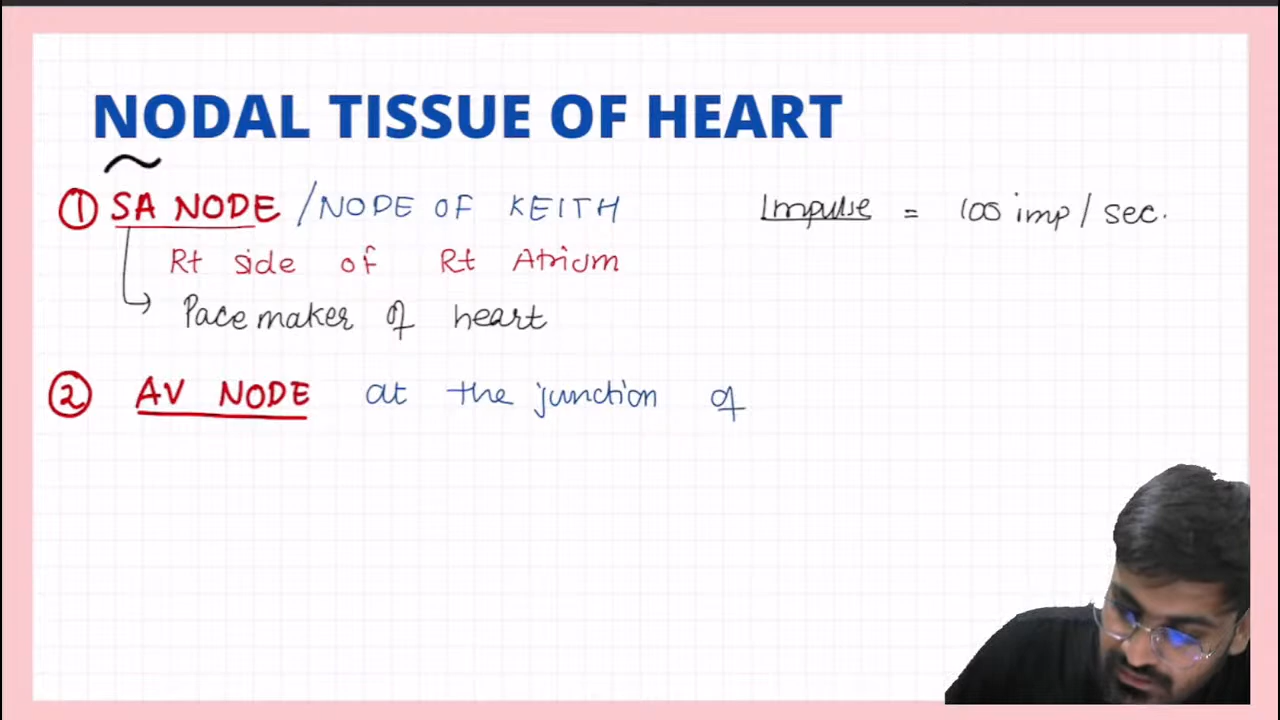 NODAL TISSUE OF HEART
① SA NODE / NODE OF KEITH Impulse = 100 imp / sec.
Rt side of Rt Atrium
Pacemaker of heart
② AV NODE at the junction of